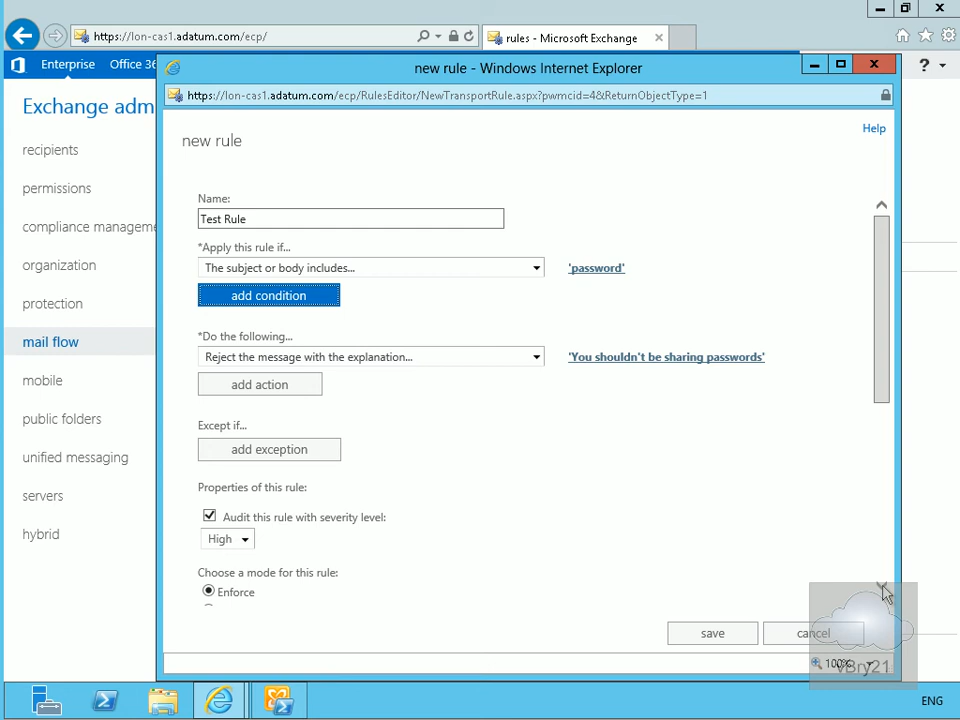 https://lon-cas1.adatum.com/ecp/
rules - Microsoft Exchange
Enterprise
Office 36
new rule - Windows Internet Explorer
https://lon-cas1.adatum.com/ecp/RulesEditor/NewTransportRule.aspx?pwmcid=4&ReturnObjectType=1
Exchange adm
Help
new rule
recipients
permissions
compliance manageme
organization
protection
mail flow
mobile
public folders
unified messaging
servers
hybrid
Name:
Test Rule
*Apply this rule if...
The subject or body includes...
'password'
add condition
*Do the following...
Reject the message with the explanation...
'You shouldn't be sharing passwords'
add action
Except if...
add exception
Properties of this rule:
Audit this rule with severity level:
High
Choose a mode for this rule:
Enforce
save
cancel
100%
VBry21
ENG